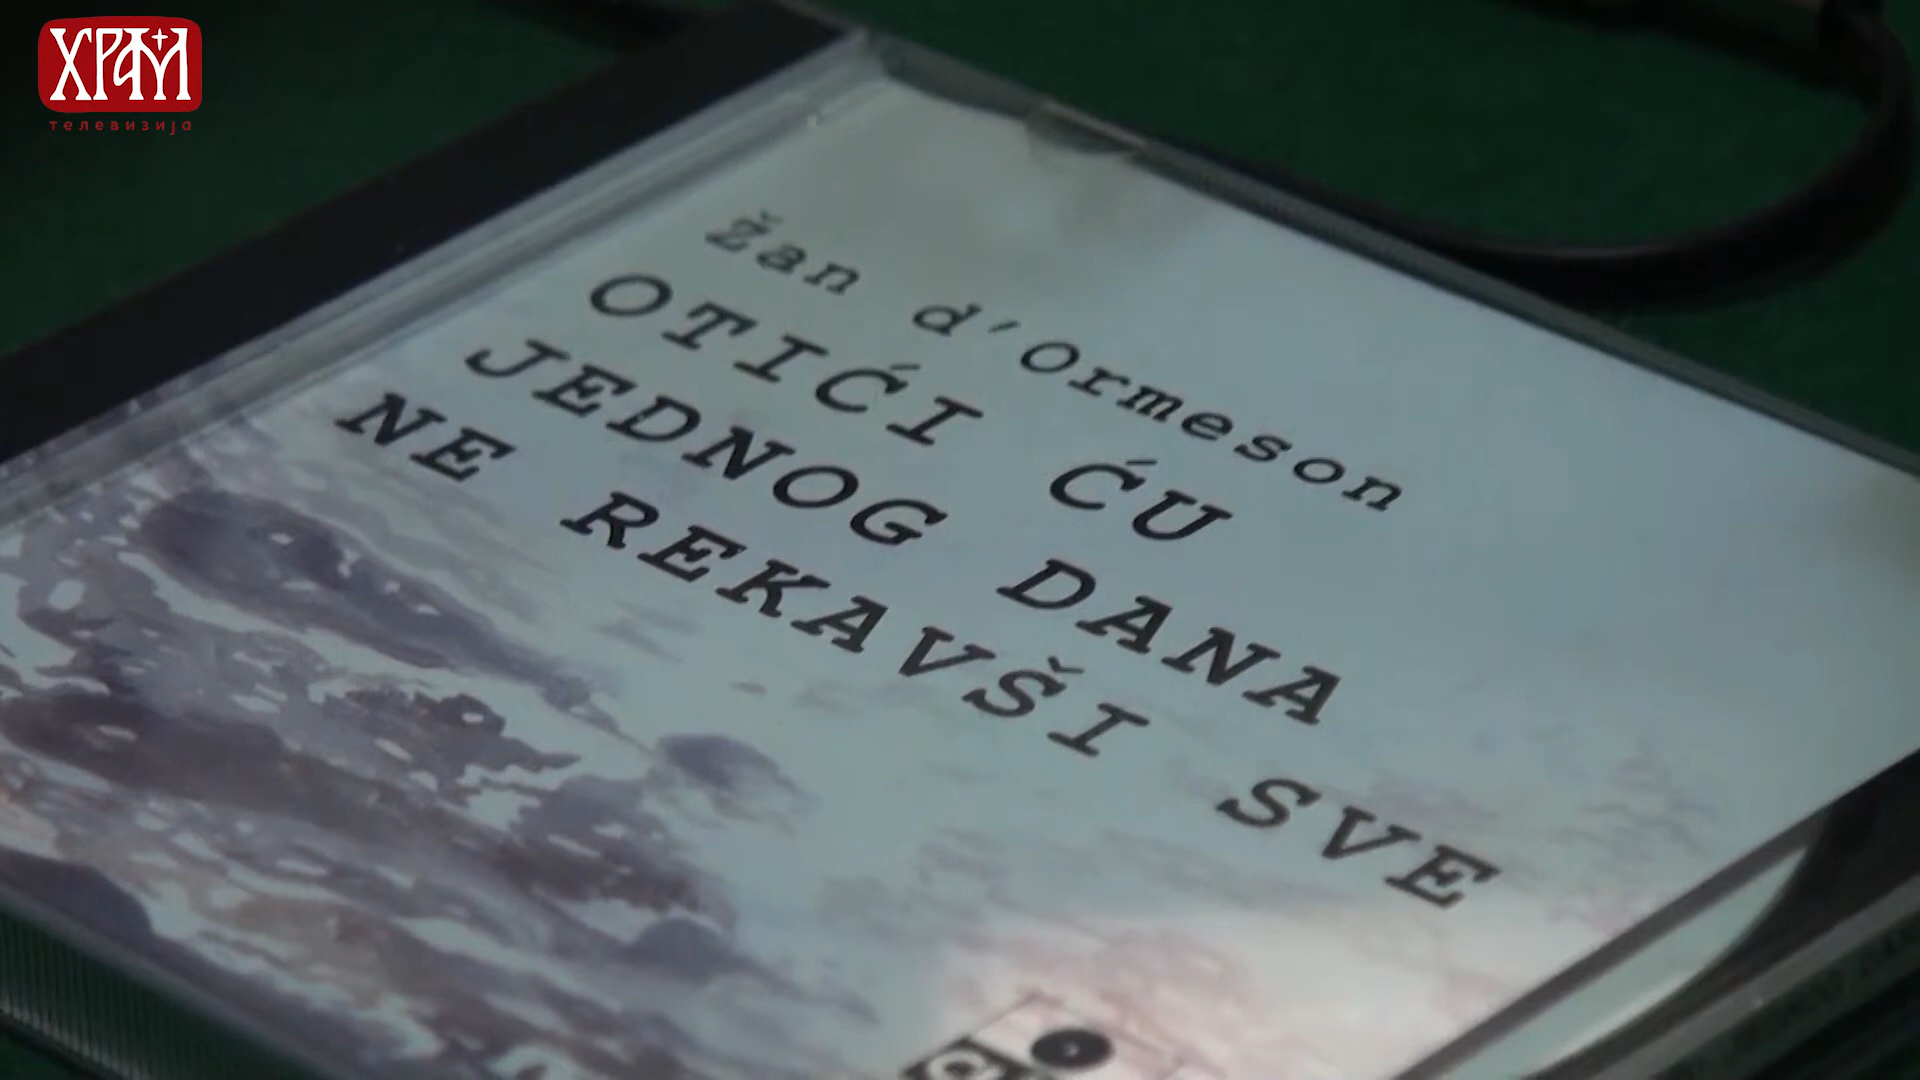 ХРАМ
телевизија
Žan d'Ormeson
OTIĆI ĆU
JEDNOG DANA
NE REKAVŠI SVE